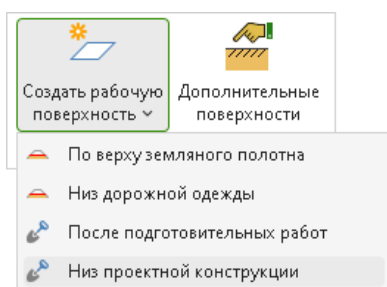 Создать рабочую
поверхность
Дополнительные
поверхности
По верху земляного полотна
Низ дорожной одежды
После подготовительных работ
Низ проектной конструкции